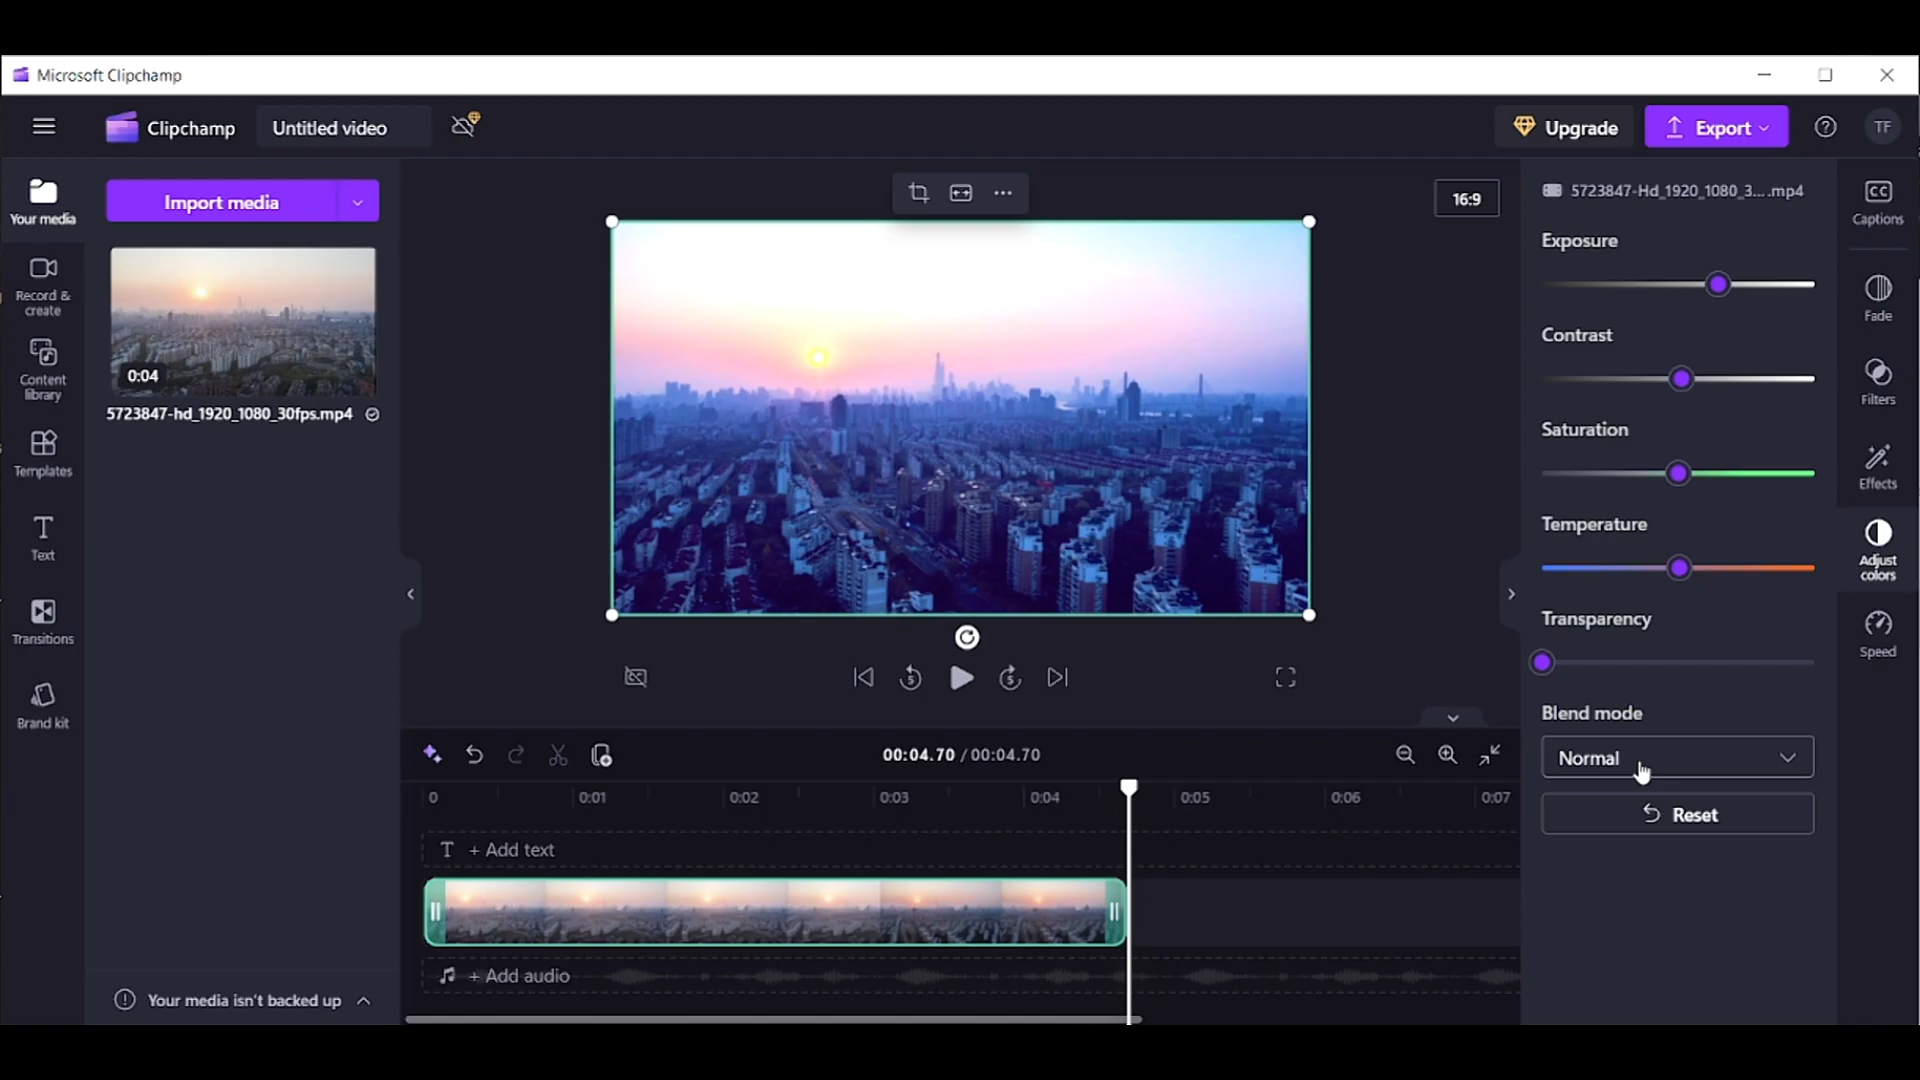 Microsoft Clipchamp
Clipchamp
Untitled video
Upgrade
Export
TF
Your media
Record &
create
Content
library
Templates
Text
Transitions
Brand kit
Import media
0:04
5723847-hd_1920_1080_30fps.mp4
Your media isn't backed up
16:9
5
5
00:04.70 / 00:04.70
0
0:01
0:02
0:03
0:04
0:05
0:06
0:07
T + Add text
+ Add audio
5723847-Hd_1920_1080_3... .mp4
Exposure
Contrast
Saturation
Temperature
Transparency
Blend mode
Normal
Reset
CC
Captions
Fade
Filters
Effects
Adjust
colors
Speed